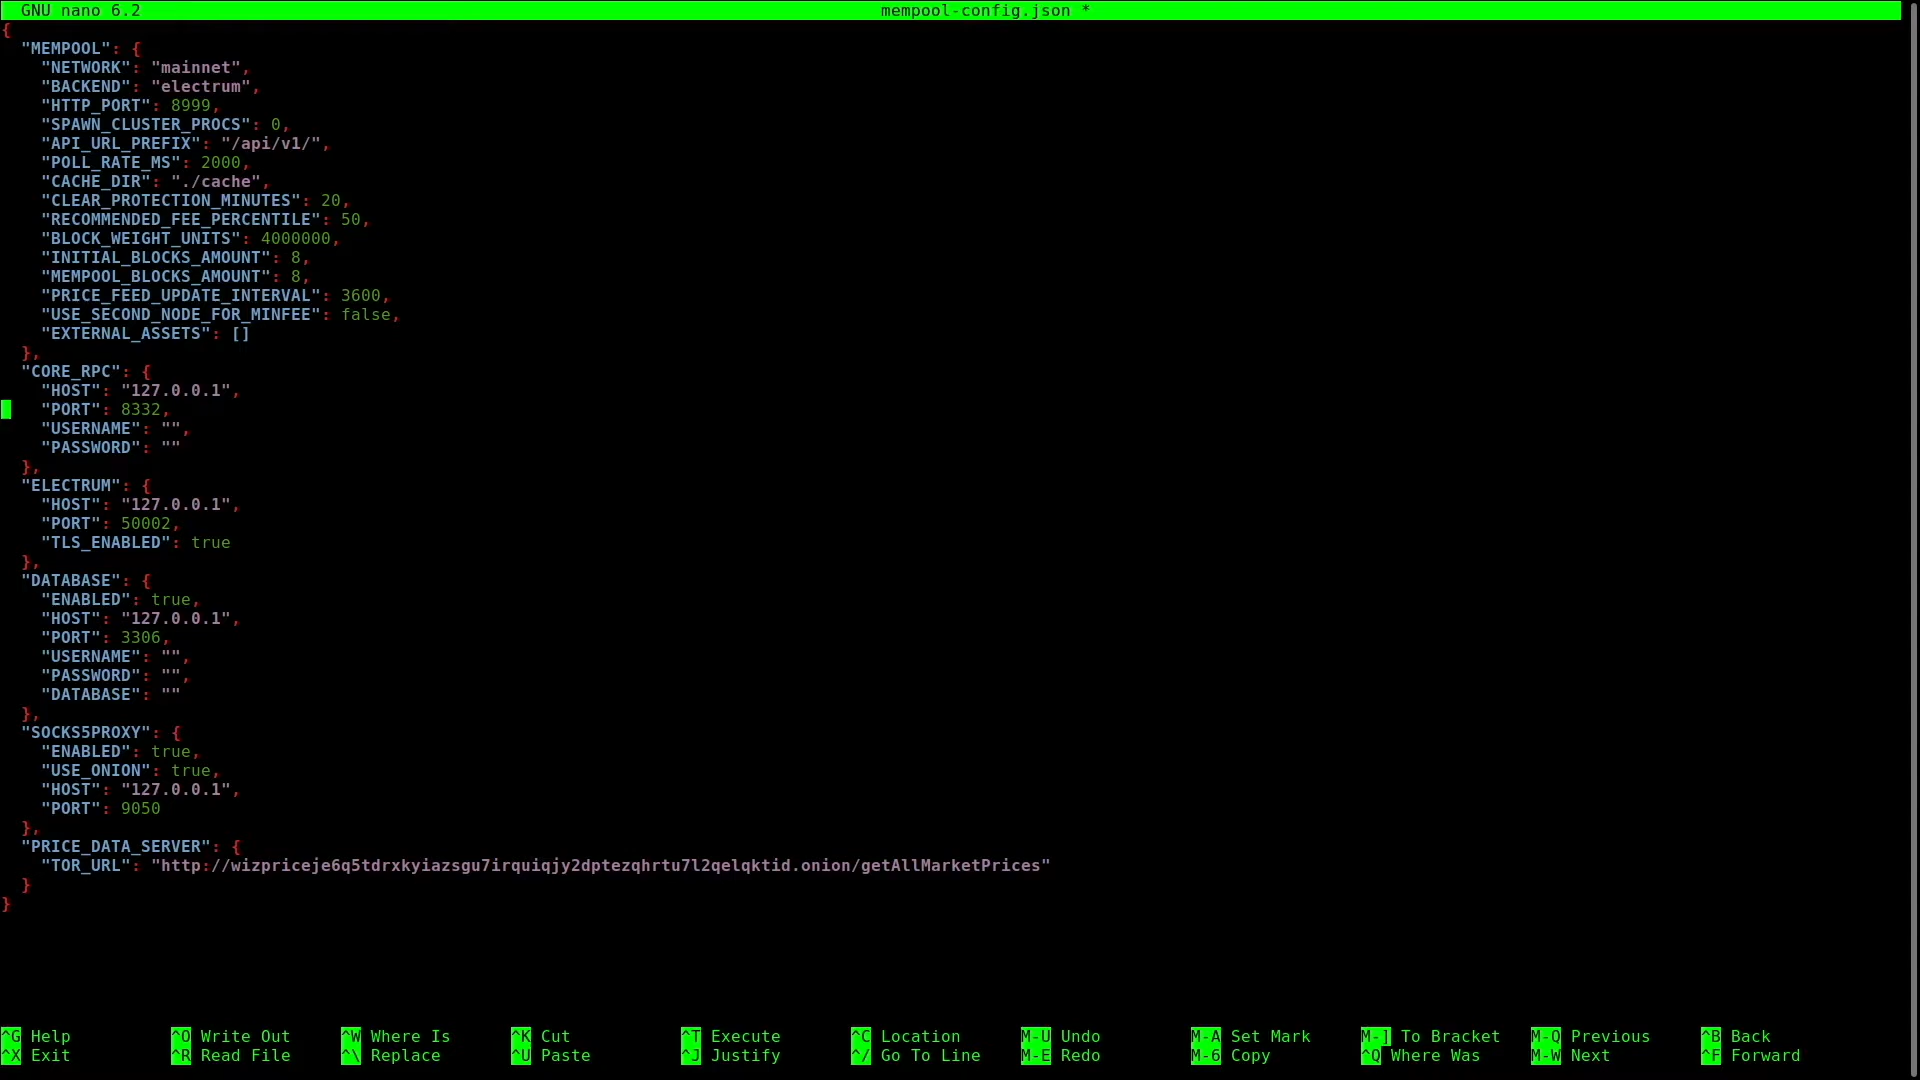 GNU nano 6.2 mempool-config.json *
{
  "MEMPOOL": {
    "NETWORK": "mainnet",
    "BACKEND": "electrum",
    "HTTP_PORT": 8999,
    "SPAWN_CLUSTER_PROCS": 0,
    "API_URL_PREFIX": "/api/v1/",
    "POLL_RATE_MS": 2000,
    "CACHE_DIR": "./cache",
    "CLEAR_PROTECTION_MINUTES": 20,
    "RECOMMENDED_FEE_PERCENTILE": 50,
    "BLOCK_WEIGHT_UNITS": 4000000,
    "INITIAL_BLOCKS_AMOUNT": 8,
    "MEMPOOL_BLOCKS_AMOUNT": 8,
    "PRICE_FEED_UPDATE_INTERVAL": 3600,
    "USE_SECOND_NODE_FOR_MINFEE": false,
    "EXTERNAL_ASSETS": []
  },
  "CORE_RPC": {
    "HOST": "127.0.0.1",
    "PORT": 8332,
    "USERNAME": "",
    "PASSWORD": ""
  },
  "ELECTRUM": {
    "HOST": "127.0.0.1",
    "PORT": 50002,
    "TLS_ENABLED": true
  },
  "DATABASE": {
    "ENABLED": true,
    "HOST": "127.0.0.1",
    "PORT": 3306,
    "USERNAME": "",
    "PASSWORD": "",
    "DATABASE": ""
  },
  "SOCKS5PROXY": {
    "ENABLED": true,
    "USE_ONION": true,
    "HOST": "127.0.0.1",
    "PORT": 9050
  },
  "PRICE_DATA_SERVER": {
    "TOR_URL": "http://wizpriceje6q5tdrxkyiazsgu7irquiqjy2dptezqhrtu7l2qelqktid.onion/getAllMarketPrices"
  }
}
^G Help ^O Write Out ^W Where Is ^K Cut ^T Execute ^C Location M-U Undo M-A Set Mark M-] To Bracket M-Q Previous ^B Back
^X Exit ^R Read File ^\ Replace ^U Paste ^J Justify ^/ Go To Line M-E Redo M-6 Copy ^Q Where Was M-W Next ^F Forward